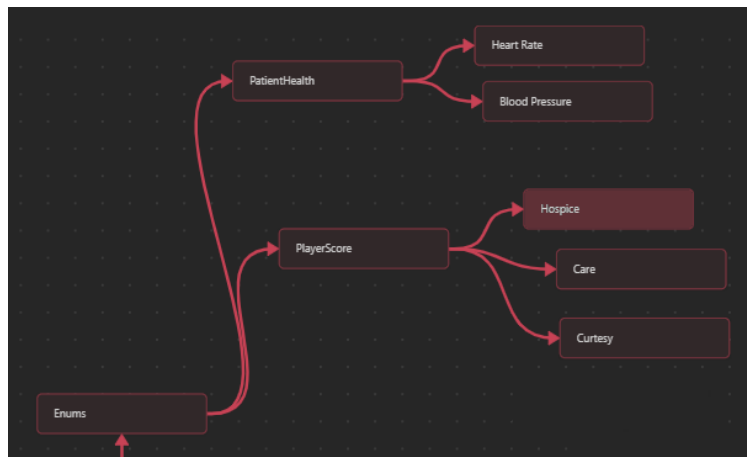 Heart Rate
PatientHealth
Blood Pressure
Hospice
PlayerScore
Care
Curtesy
Enums